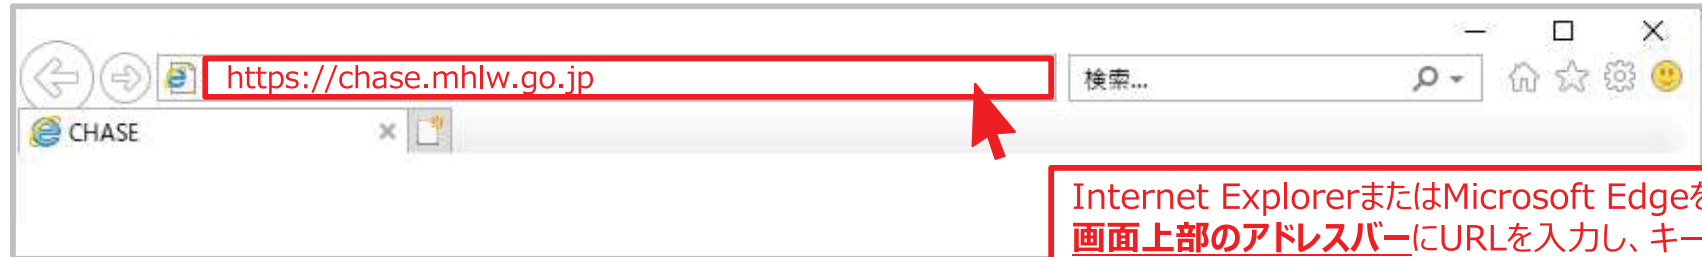 https://chase.mhlw.go.jp
検索...
CHASE
Internet ExplorerまたはMicrosoft Edgeを
画面上部のアドレスバーにURLを入力し、キー